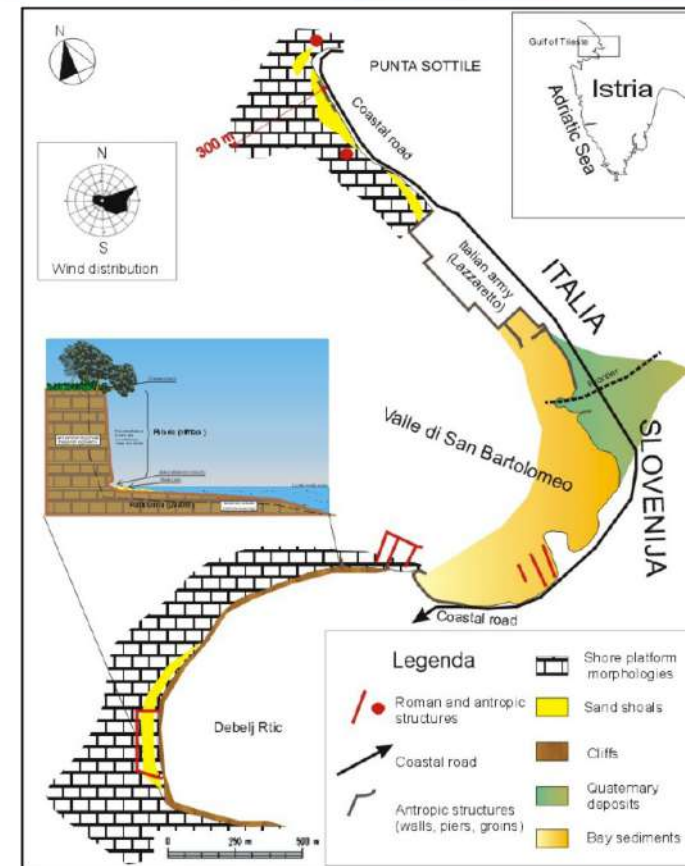 N
PUNTA SOTTILE
Gulf of Trieste
Istria
Adriatic Sea
Coastal road
300 m
N
S
Wind distribution
Italian army
(Lazzaretto)
ITALIA
SLOVENIJA
Valle di San Bartolomeo
Coastal road
Debelj Rtic
0
250 m
500 m
Legenda
Roman and antropic
structures
Coastal road
Antropic structures
(walls, piers, groins)
Shore platform
morphologies
Sand shoals
Cliffs
Quaternary
deposits
Bay sediments